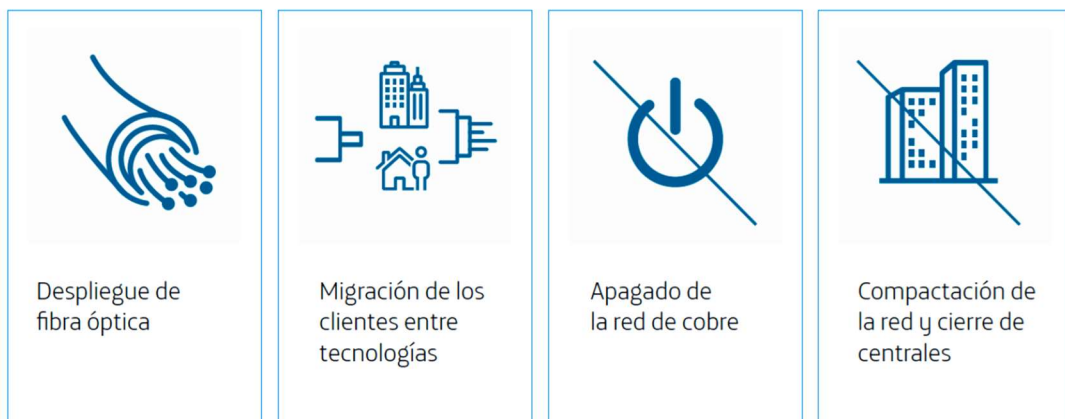 Despliegue de
fibra óptica
Migración de los
clientes entre
tecnologías
Apagado de
la red de cobre
Compactación de
la red y cierre de
centrales